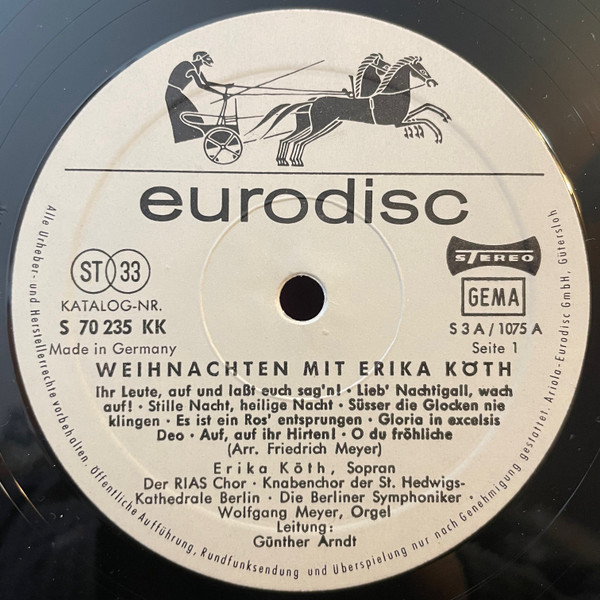 eurodisc
ST 33
STEREO
GEMA
KATALOG-NR.
S 70 235 KK
S 3 A / 1075 A
Made in Germany
Seite 1
WEIHNACHTEN MIT ERIKA KÖTH
Ihr Leute, auf und laßt euch sag'n! • Lieb' Nachtigall, wach
auf! • Stille Nacht, heilige Nacht • Süsser die Glocken nie
klingen • Es ist ein Ros' entsprungen • Gloria in excelsis
Deo • Auf, auf ihr Hirten! • O du fröhliche
(Arr. Friedrich Meyer)
Erika Köth, Sopran
Der RIAS Chor • Knabenchor der St. Hedwigs-
Kathedrale Berlin • Die Berliner Symphoniker •
Wolfgang Meyer, Orgel
Leitung:
Günther Arndt
Alle Urheber- und Herstellerrechte vorbehalten. Öffentliche Aufführung, Rundfunksendung und Überspielung nur nach Genehmigung gestattet. Ariola-Eurodisc GmbH, Gütersloh